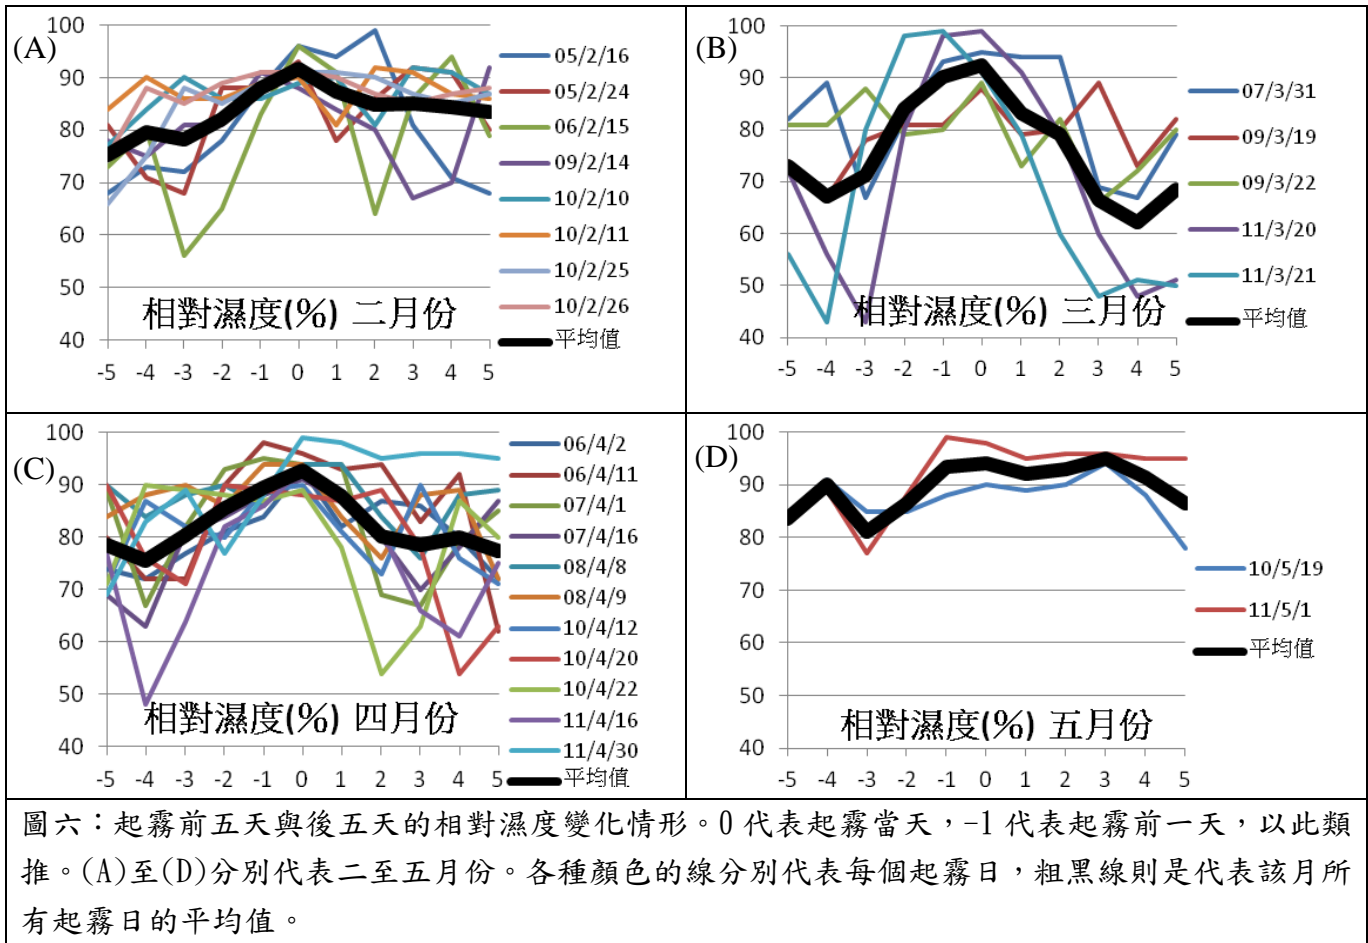 (A)
100
90
80
70
60
50
40
-5 -4 -3 -2 -1 0 1 2 3 4 5
相對濕度(%) 二月份
05/2/16
05/2/24
06/2/15
09/2/14
10/2/10
10/2/11
10/2/25
10/2/26
平均值
(B)
100
90
80
70
60
50
40
-5 -4 -3 -2 -1 0 1 2 3 4 5
相對濕度(%) 三月份
07/3/31
09/3/19
09/3/22
11/3/20
11/3/21
平均值
(C)
100
90
80
70
60
50
40
-5 -4 -3 -2 -1 0 1 2 3 4 5
相對濕度(%) 四月份
06/4/2
06/4/11
07/4/1
07/4/16
08/4/8
08/4/9
10/4/12
10/4/20
10/4/22
11/4/16
11/4/30
平均值
(D)
100
90
80
70
60
50
40
-5 -4 -3 -2 -1 0 1 2 3 4 5
相對濕度(%) 五月份
10/5/19
11/5/1
平均值
圖六：起霧前五天與後五天的相對濕度變化情形。0 代表起霧當天，-1 代表起霧前一天，以此類
推。(A)至(D)分別代表二至五月份。各種顏色的線分別代表每個起霧日，粗黑線則是代表該月所
有起霧日的平均值。